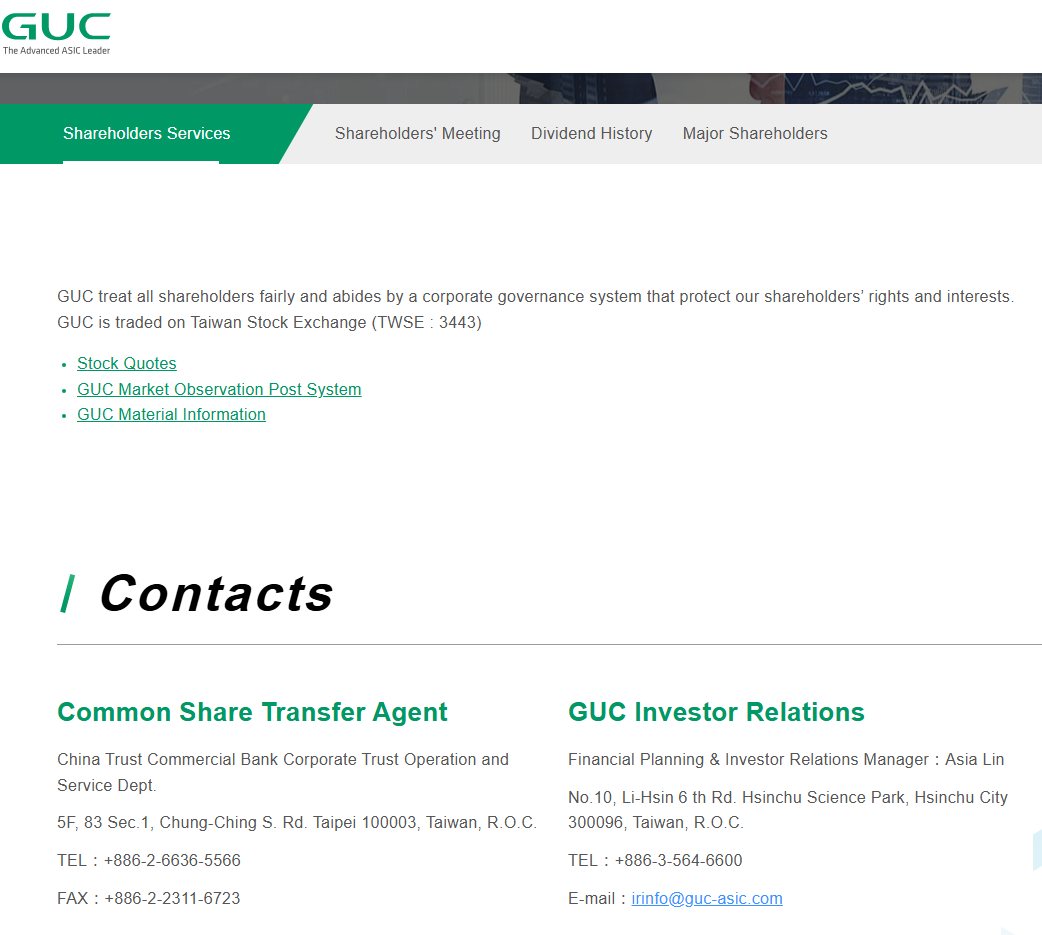 GUC
The Advanced ASIC Leader
Shareholders Services
Shareholders' Meeting
Dividend History
Major Shareholders
GUC treat all shareholders fairly and abides by a corporate governance system that protect our shareholders’ rights and interests.
GUC is traded on Taiwan Stock Exchange (TWSE : 3443)
Stock Quotes
GUC Market Observation Post System
GUC Material Information
/ Contacts
Common Share Transfer Agent
China Trust Commercial Bank Corporate Trust Operation and
Service Dept.
5F, 83 Sec.1, Chung-Ching S. Rd. Taipei 100003, Taiwan, R.O.C.
TEL：+886-2-6636-5566
FAX：+886-2-2311-6723
GUC Investor Relations
Financial Planning & Investor Relations Manager：Asia Lin
No.10, Li-Hsin 6 th Rd. Hsinchu Science Park, Hsinchu City
300096, Taiwan, R.O.C.
TEL：+886-3-564-6600
E-mail：irinfo@guc-asic.com